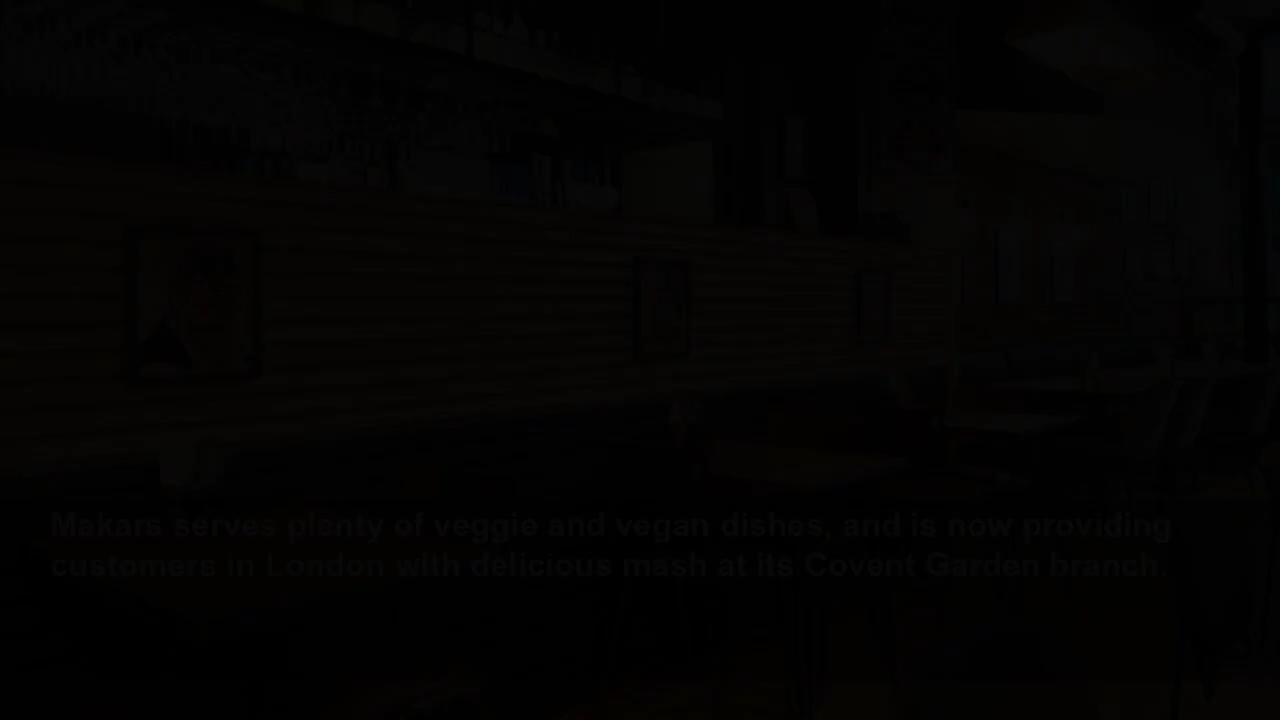 Makars serves plenty of veggie and vegan dishes, and is now providing
customers in London with delicious mash at its Covent Garden branch.